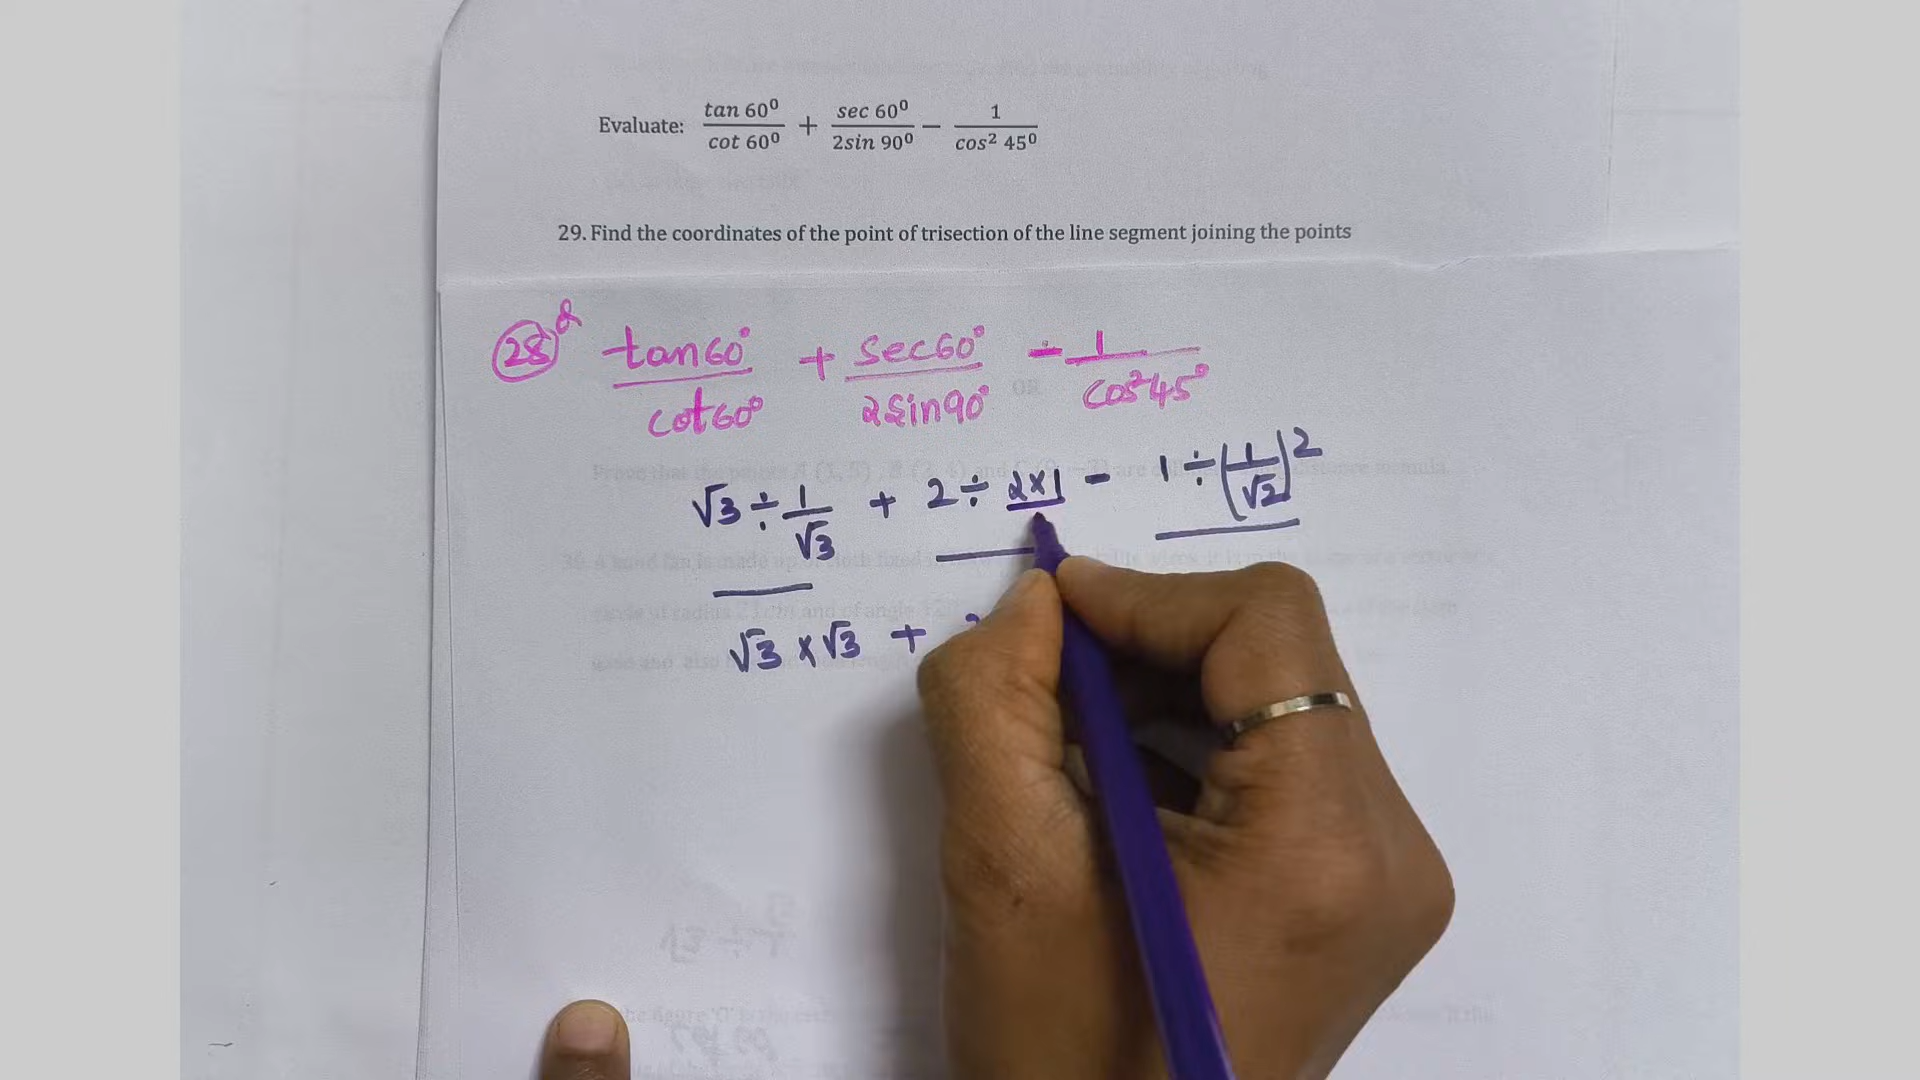 Evaluate: tan 60⁰/cot 60⁰ + sec 60⁰/2sin 90⁰ − 1/cos² 45⁰
29. Find the coordinates of the point of trisection of the line segment joining the points
28 tan60°/cot60° + sec60°/2sin90° - 1/cos²45°
OR
√3 ÷ 1/√3 + 2 ÷ 2×1 - 1 ÷ (1/√2)²
√3 × √3 +